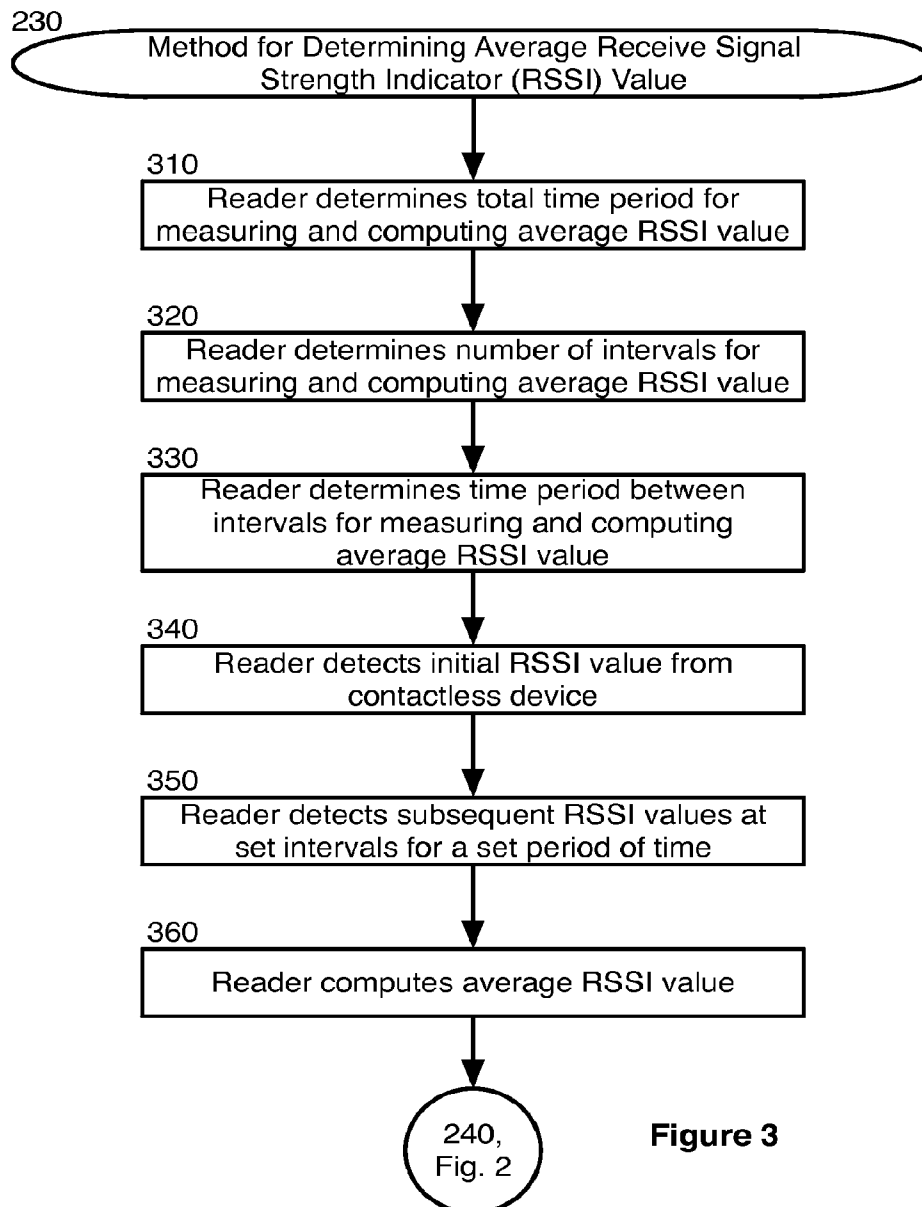 230
Method for Determining Average Receive Signal
Strength Indicator (RSSI) Value
310
Reader determines total time period for
measuring and computing average RSSI value
320
Reader determines number of intervals for
measuring and computing average RSSI value
330
Reader determines time period between
intervals for measuring and computing
average RSSI value
340
Reader detects initial RSSI value from
contactless device
350
Reader detects subsequent RSSI values at
set intervals for a set period of time
360
Reader computes average RSSI value
240,
Fig. 2
Figure 3